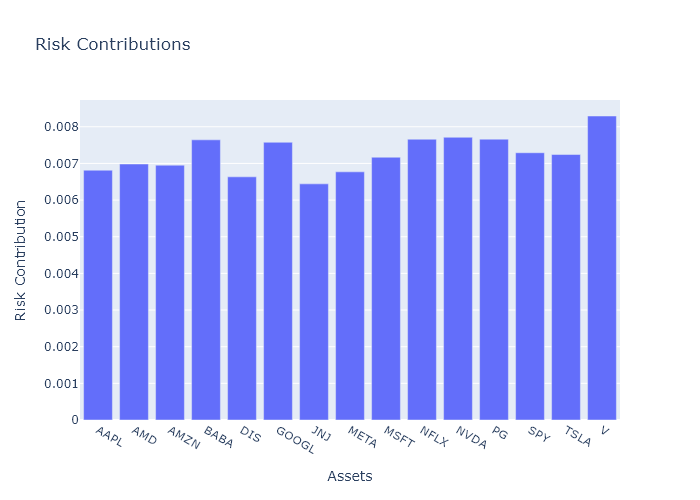 Risk Contributions
Risk Contribution
0.008
0.007
0.006
0.005
0.004
0.003
0.002
0.001
0
AAPL
AMD
AMZN
BABA
DIS
GOOGL
JNJ
META
MSFT
NFLX
NVDA
PG
SPY
TSLA
V
Assets